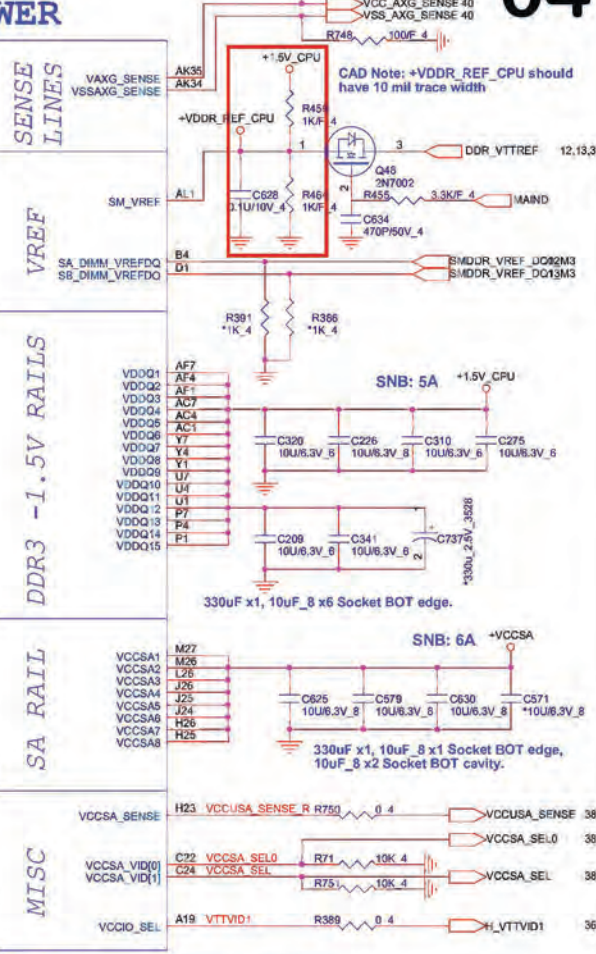 WER
04
VCC_AXG_SENSE 40
VSS_AXG_SENSE 40
R748 100/F_4
SENSE LINES
VAXG_SENSE AK35
VSSAXG_SENSE AK34
+1.5V_CPU
CAD Note: +VDDR_REF_CPU should
have 10 mil trace width
+VDDR_REF_CPU
1K/F_4
1
3
DDR_VTTREF 12,13,3
Q48
2N7002
2
R455 3.3K/F_4 MAIND
VREF
SM_VREF AL1
C628
0.1U/10V_4
R464
1K/F_4
C634
470P/50V_4
SA_DIMM_VREFDQ B4
SB_DIMM_VREFDQ D1
R391
*1K_4
R386
*1K_4
DDR3 -1.5V RAILS
VDDQ1 AF7
VDDQ2 AF4
VDDQ3 AF1
VDDQ4 AC7
VDDQ5 AC4
VDDQ6 AC1
VDDQ7 Y7
VDDQ8 Y4
VDDQ9 Y1
VDDQ10 U7
VDDQ11 U4
VDDQ12 U1
VDDQ13 P7
VDDQ14 P4
VDDQ15 P1
SNB: 5A +1.5V_CPU
C320
10U/6.3V_6
C226
10U/6.3V_6
C310
10U/6.3V_6
C275
10U/6.3V_6
C209
10U/6.3V_6
C341
10U/6.3V_6
C737
*330u_2.5V_3528
2
330uF x1, 10uF_8 x6 Socket BOT edge.
SA RAIL
VCCSA1 M27
VCCSA2 M26
VCCSA3 L26
VCCSA4 J26
VCCSA5 J25
VCCSA6 J24
VCCSA7 H26
VCCSA8 H25
SNB: 6A +VCCSA
C625
10U/6.3V_8
C579
10U/6.3V_8
C630
10U/6.3V_8
C571
*10U/6.3V_8
330uF x1, 10uF_8 x1 Socket BOT edge,
10uF_8 x2 Socket BOT cavity.
MISC
VCCSA_SENSE H23 VCCUSA_SENSE_R R750 0_4 VCCUSA_SENSE 38
VCCSA_SEL0 38
VCCSA_VID[0] C22 VCCSA_SEL0 R71 10K_4
VCCSA_VID[1] C24 VCCSA_SEL R751 10K_4 VCCSA_SEL 38
VCCIO_SEL A19 VTTVID1 R389 0_4 H_VTTVID1 36